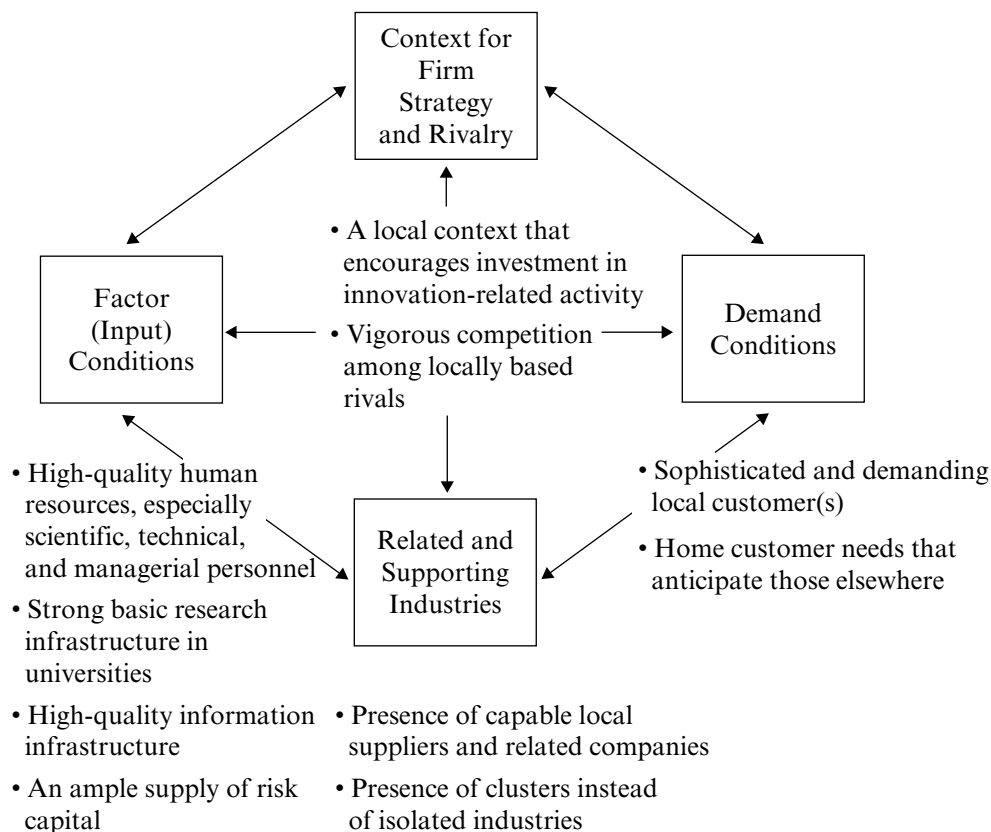 Context for
Firm
Strategy
and Rivalry
• A local context that
encourages investment in
innovation-related activity
• Vigorous competition
among locally based
rivals
Factor
(Input)
Conditions
Demand
Conditions
• High-quality human
resources, especially
scientific, technical,
and managerial personnel
• Strong basic research
infrastructure in
universities
• High-quality information
infrastructure
• An ample supply of risk
capital
Related and
Supporting
Industries
• Presence of capable local
suppliers and related companies
• Presence of clusters instead
of isolated industries
• Sophisticated and demanding
local customer(s)
• Home customer needs that
anticipate those elsewhere